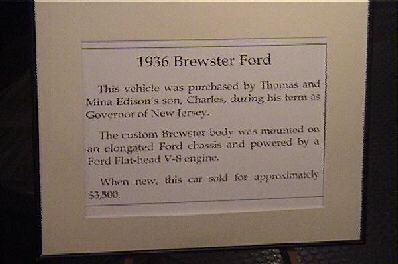 1936 Brewster Ford
This vehicle was purchased by Thomas and
Mina Edison's son, Charles, during his term as
Governor of New Jersey.
The custom Brewster body was mounted on
an elongated Ford chassis and powered by a
Ford Flat-head V-8 engine.
When new, this car sold for approximately
$3,500.